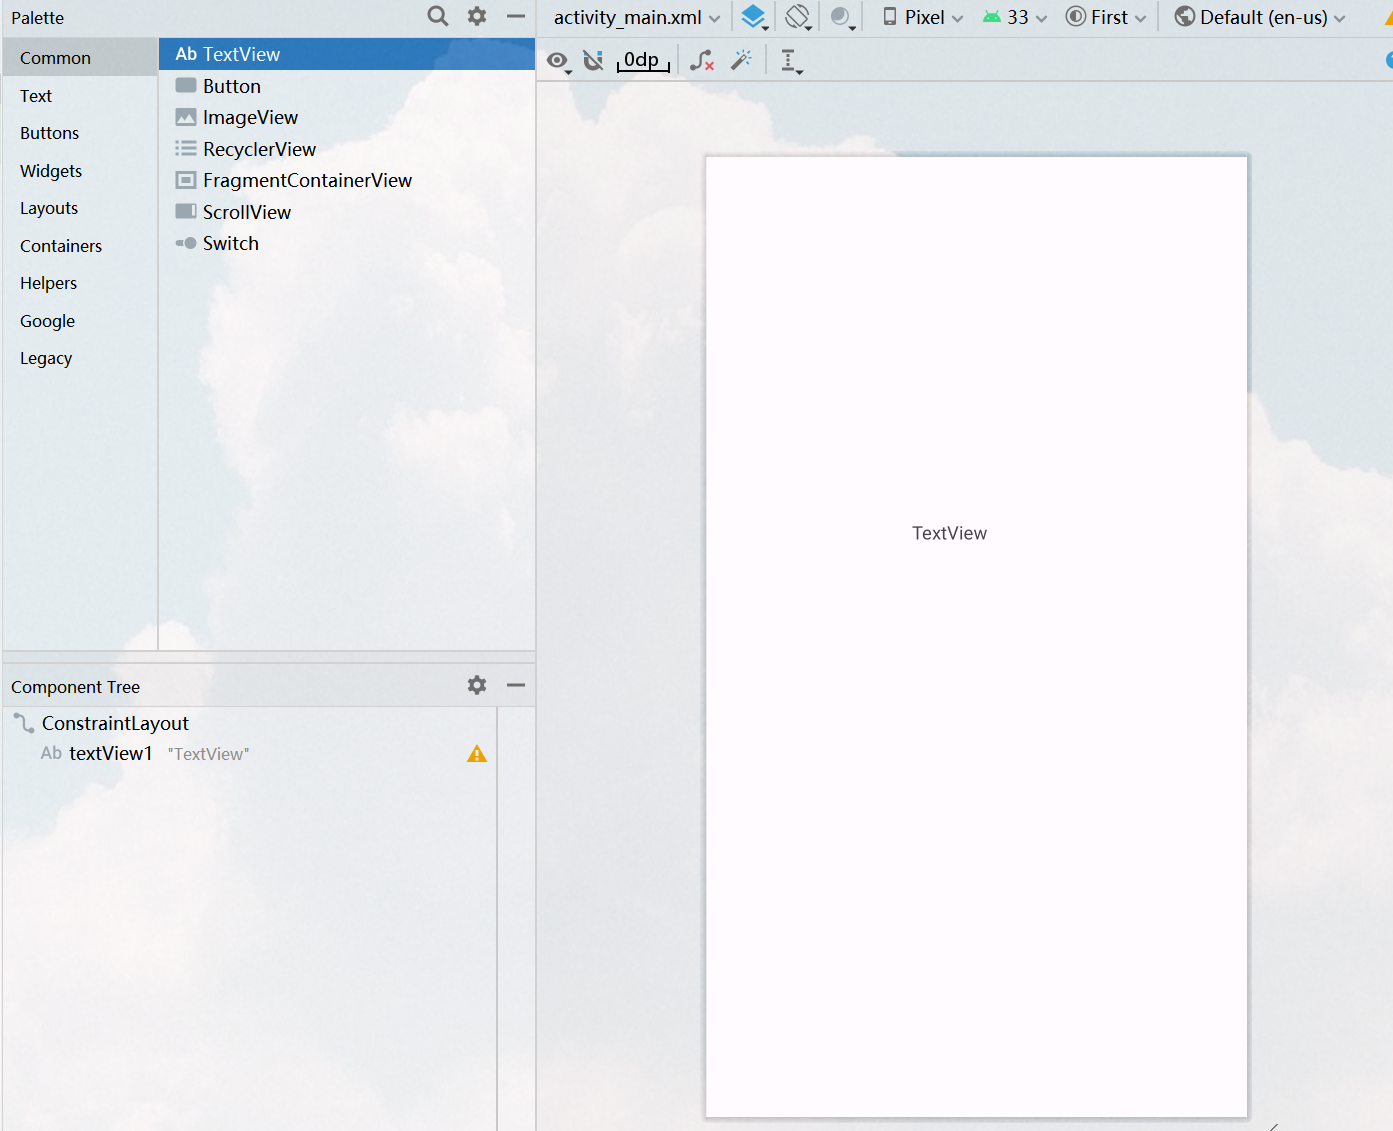 Palette
Common
Text
Buttons
Widgets
Layouts
Containers
Helpers
Google
Legacy
Ab TextView
Button
ImageView
RecyclerView
FragmentContainerView
ScrollView
Switch
Component Tree
ConstraintLayout
Ab textView1 "TextView"
activity_main.xml Pixel 33 First Default (en-us)
0dp
TextView